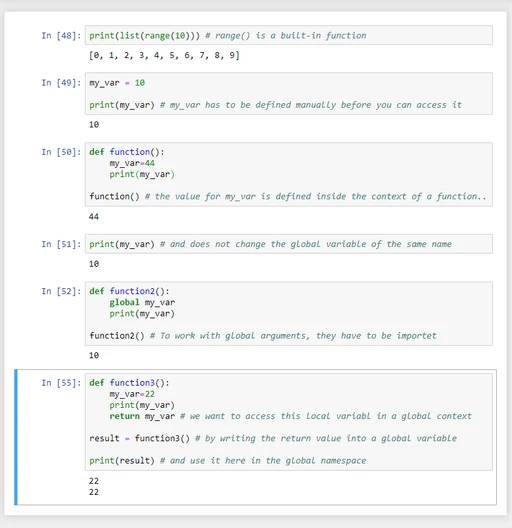 In [48]: print(list(range(10))) # range() is a built-in function
[0, 1, 2, 3, 4, 5, 6, 7, 8, 9]
In [49]: my_var = 10
print(my_var) # my_var has to be defined manually before you can access it
10
In [50]: def function():
    my_var=44
    print(my_var)
function() # the value for my_var is defined inside the context of a function..
44
In [51]: print(my_var) # and does not change the global variable of the same name
10
In [52]: def function2():
    global my_var
    print(my_var)
function2() # To work with global arguments, they have to be importet
10
In [55]: def function3():
    my_var=22
    print(my_var)
    return my_var # we want to access this local variabl in a global context
result = function3() # by writing the return value into a global variable
print(result) # and use it here in the global namespace
22
22